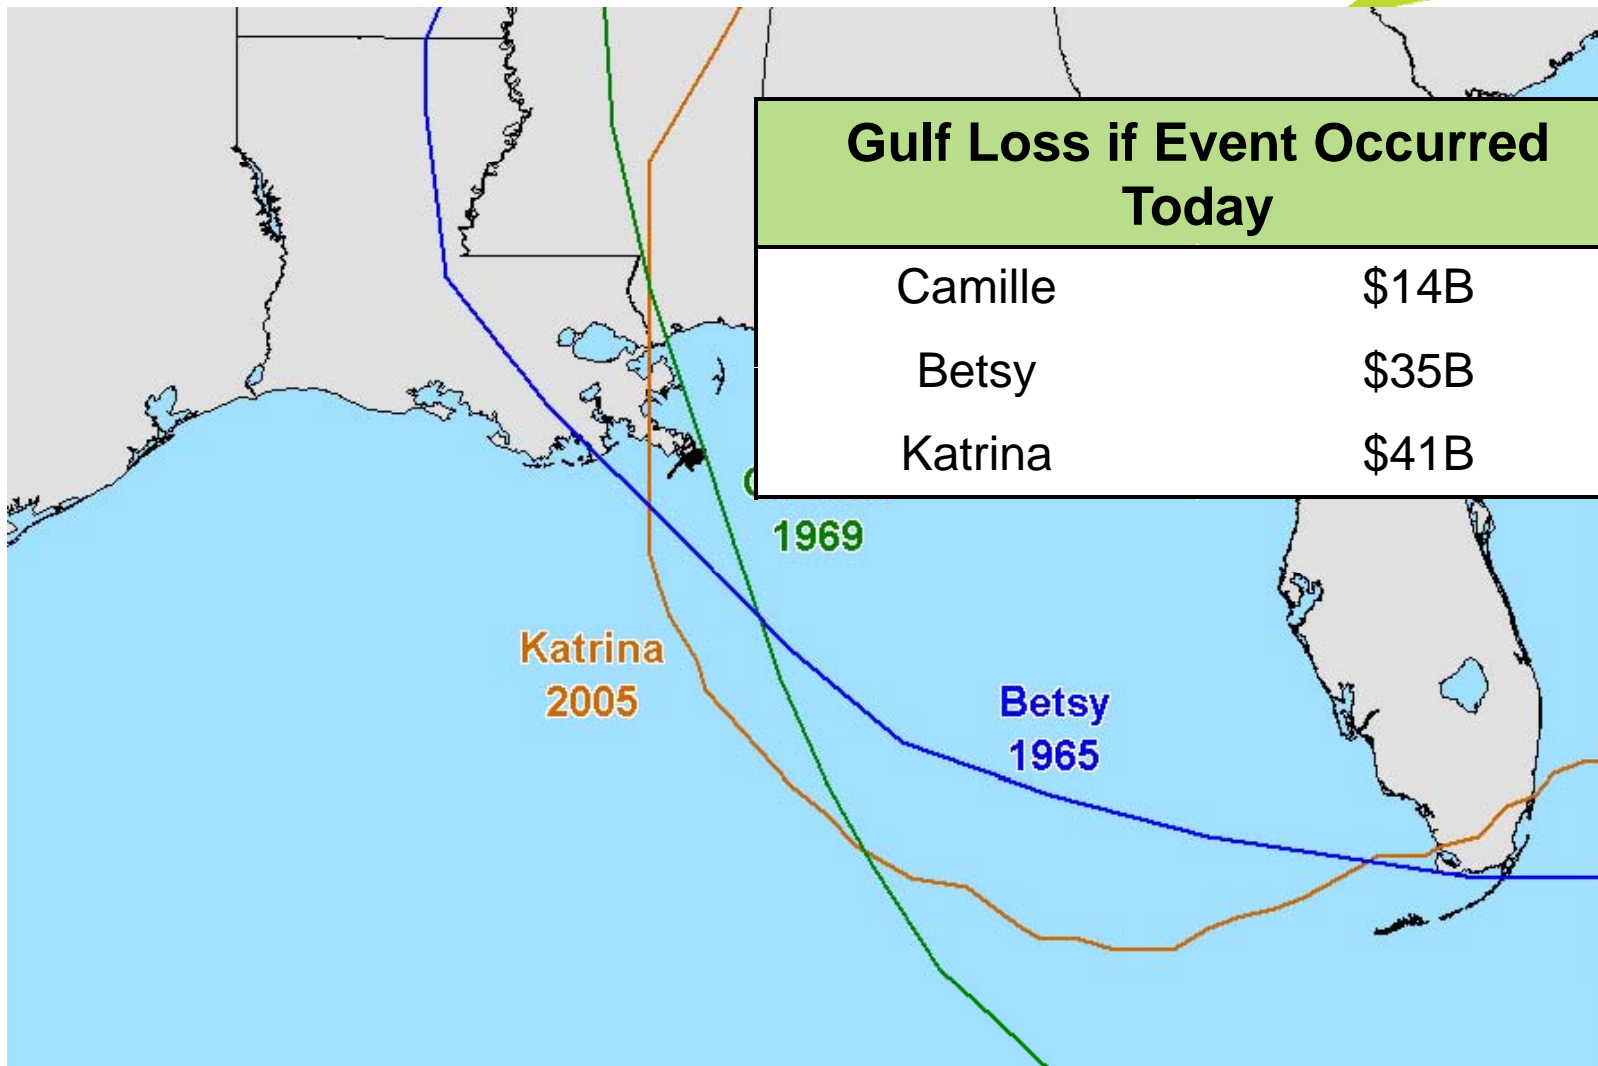 Gulf Loss if Event Occurred
Today
Camille $14B
Betsy $35B
Katrina $41B
1969
Katrina
2005
Betsy
1965